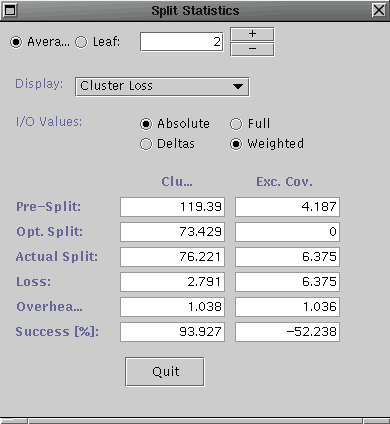 Split Statistics
Avera... Leaf: 2 + −
Display: Cluster Loss
I/O Values: Absolute Full
Deltas Weighted
Clu... Exc. Cov.
Pre-Split: 119.39 4.187
Opt. Split: 73.429 0
Actual Split: 76.221 6.375
Loss: 2.791 6.375
Overhea... 1.038 1.036
Success [%]: 93.927 −52.238
Quit